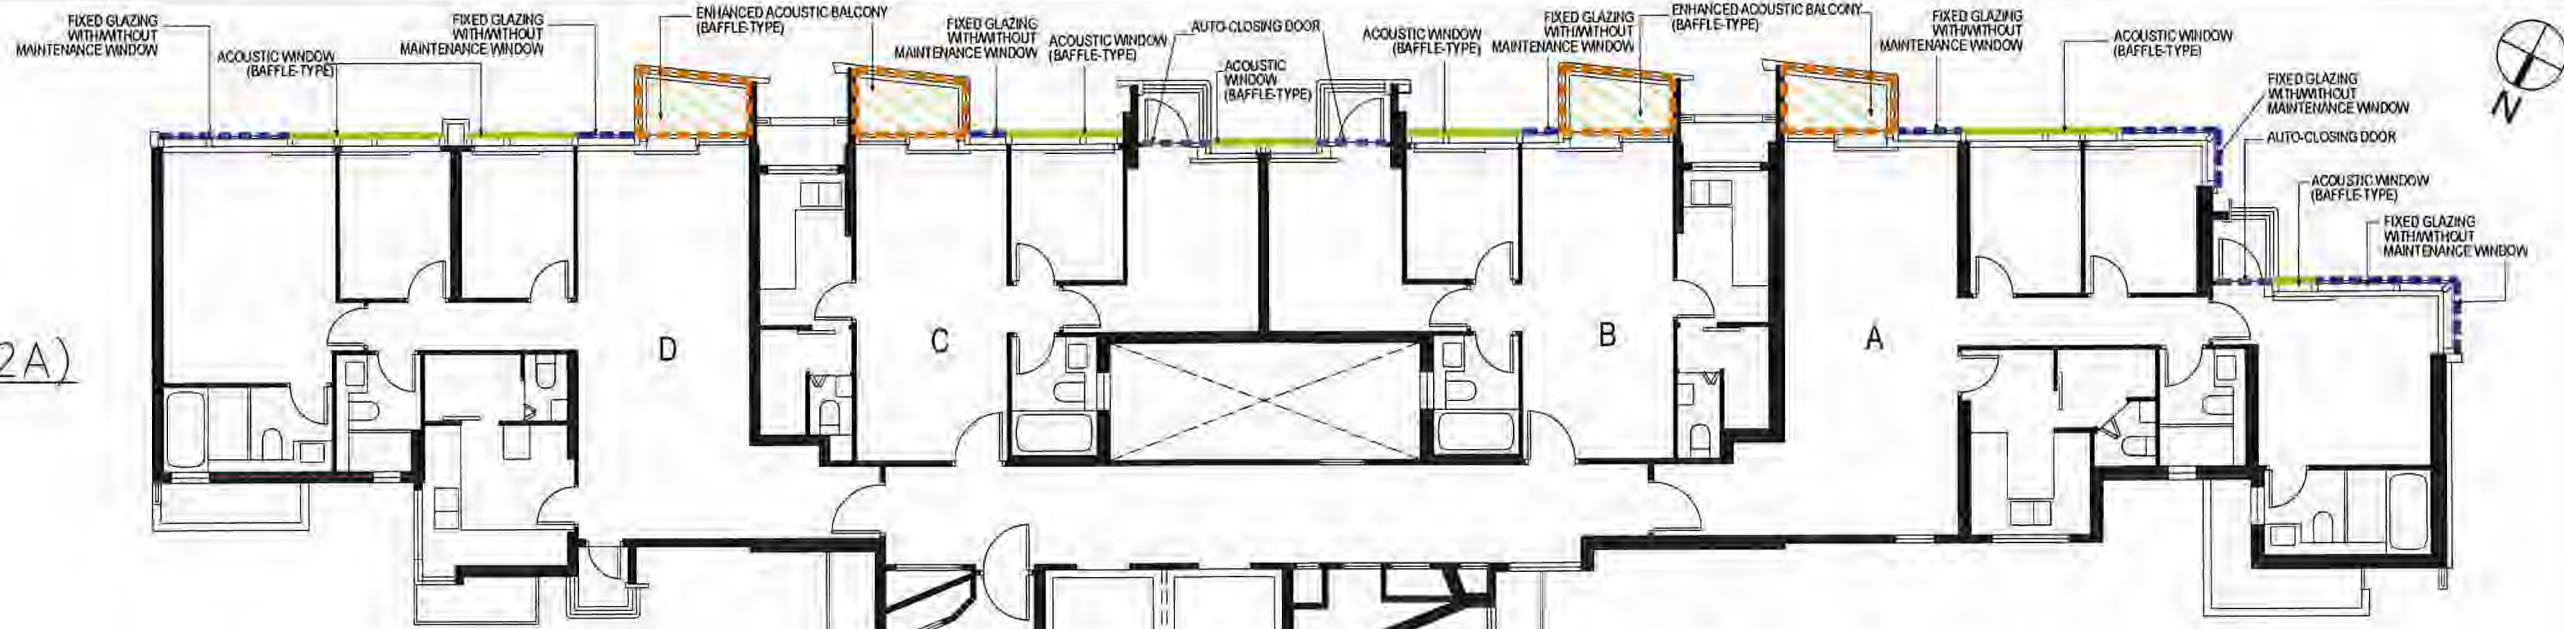 FIXED GLAZING
WITH/WITHOUT
MAINTENANCE WINDOW
ACOUSTIC WINDOW
(BAFFLE-TYPE)
FIXED GLAZING
WITH/WITHOUT
MAINTENANCE WINDOW
ENHANCED ACOUSTIC BALCONY
(BAFFLE-TYPE)
FIXED GLAZING
WITH/WITHOUT
MAINTENANCE WINDOW
ACOUSTIC WINDOW
(BAFFLE-TYPE)
AUTO-CLOSING DOOR
ACOUSTIC
WINDOW
(BAFFLE-TYPE)
ACOUSTIC WINDOW
(BAFFLE-TYPE)
FIXED GLAZING
WITH/WITHOUT
MAINTENANCE WINDOW
ENHANCED ACOUSTIC BALCONY
(BAFFLE-TYPE)
FIXED GLAZING
WITH/WITHOUT
MAINTENANCE WINDOW
ACOUSTIC WINDOW
(BAFFLE-TYPE)
FIXED GLAZING
WITH/WITHOUT
MAINTENANCE WINDOW
AUTO-CLOSING DOOR
ACOUSTIC WINDOW
(BAFFLE-TYPE)
FIXED GLAZING
WITH/WITHOUT
MAINTENANCE WINDOW
N
2A)
D
C
B
A